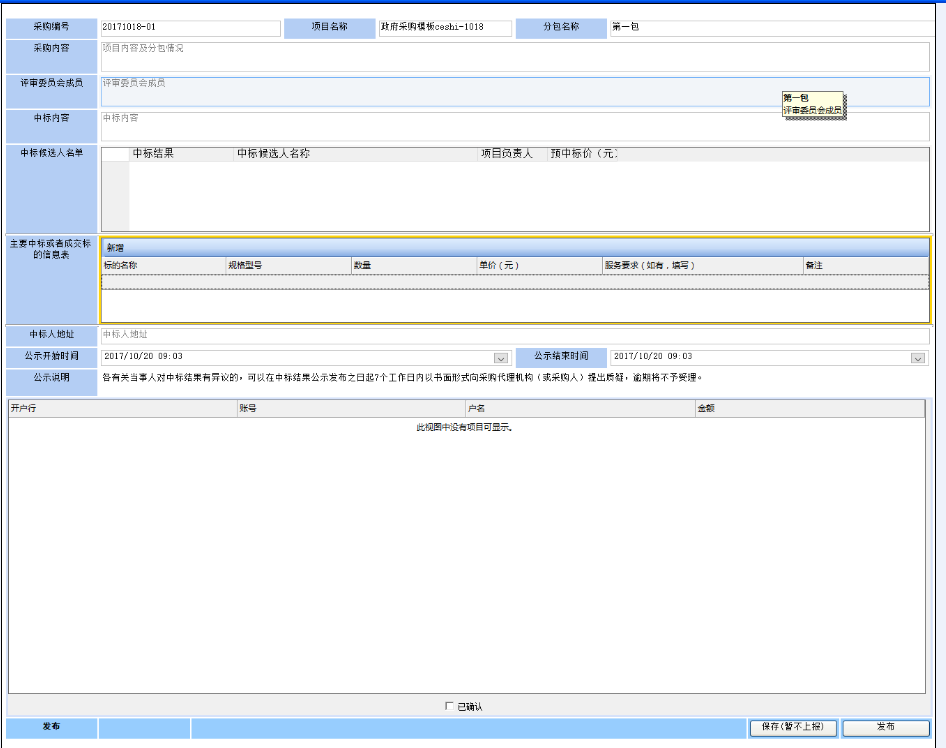 采购编号 20171018-01 项目名称 政府采购模板ceshi-1018 分包名称 第一包
采购内容 项目内容及分包情况
评审委员会成员 评审委员会成员
第一包
评审委员会成员
中标内容 中标内容
中标候选人名单 中标结果 中标候选人名称 项目负责人 预中标价（元）
主要中标或者成交标
的信息表
新增
标的名称 规格型号 数量 单价（元） 服务要求（如有，填写） 备注
中标人地址 中标人地址
公示开始时间 2017/10/20 09:03 公示结束时间 2017/10/20 09:03
公示说明 各有关当事人对中标结果有异议的，可以在中标结果公示发布之日起7个工作日内以书面形式向采购代理机构（或采购人）提出质疑，逾期将不予受理。
开户行 账号 户名 金额
此视图中没有项目可显示。
已确认
发布 保存(暂不上报) 发布